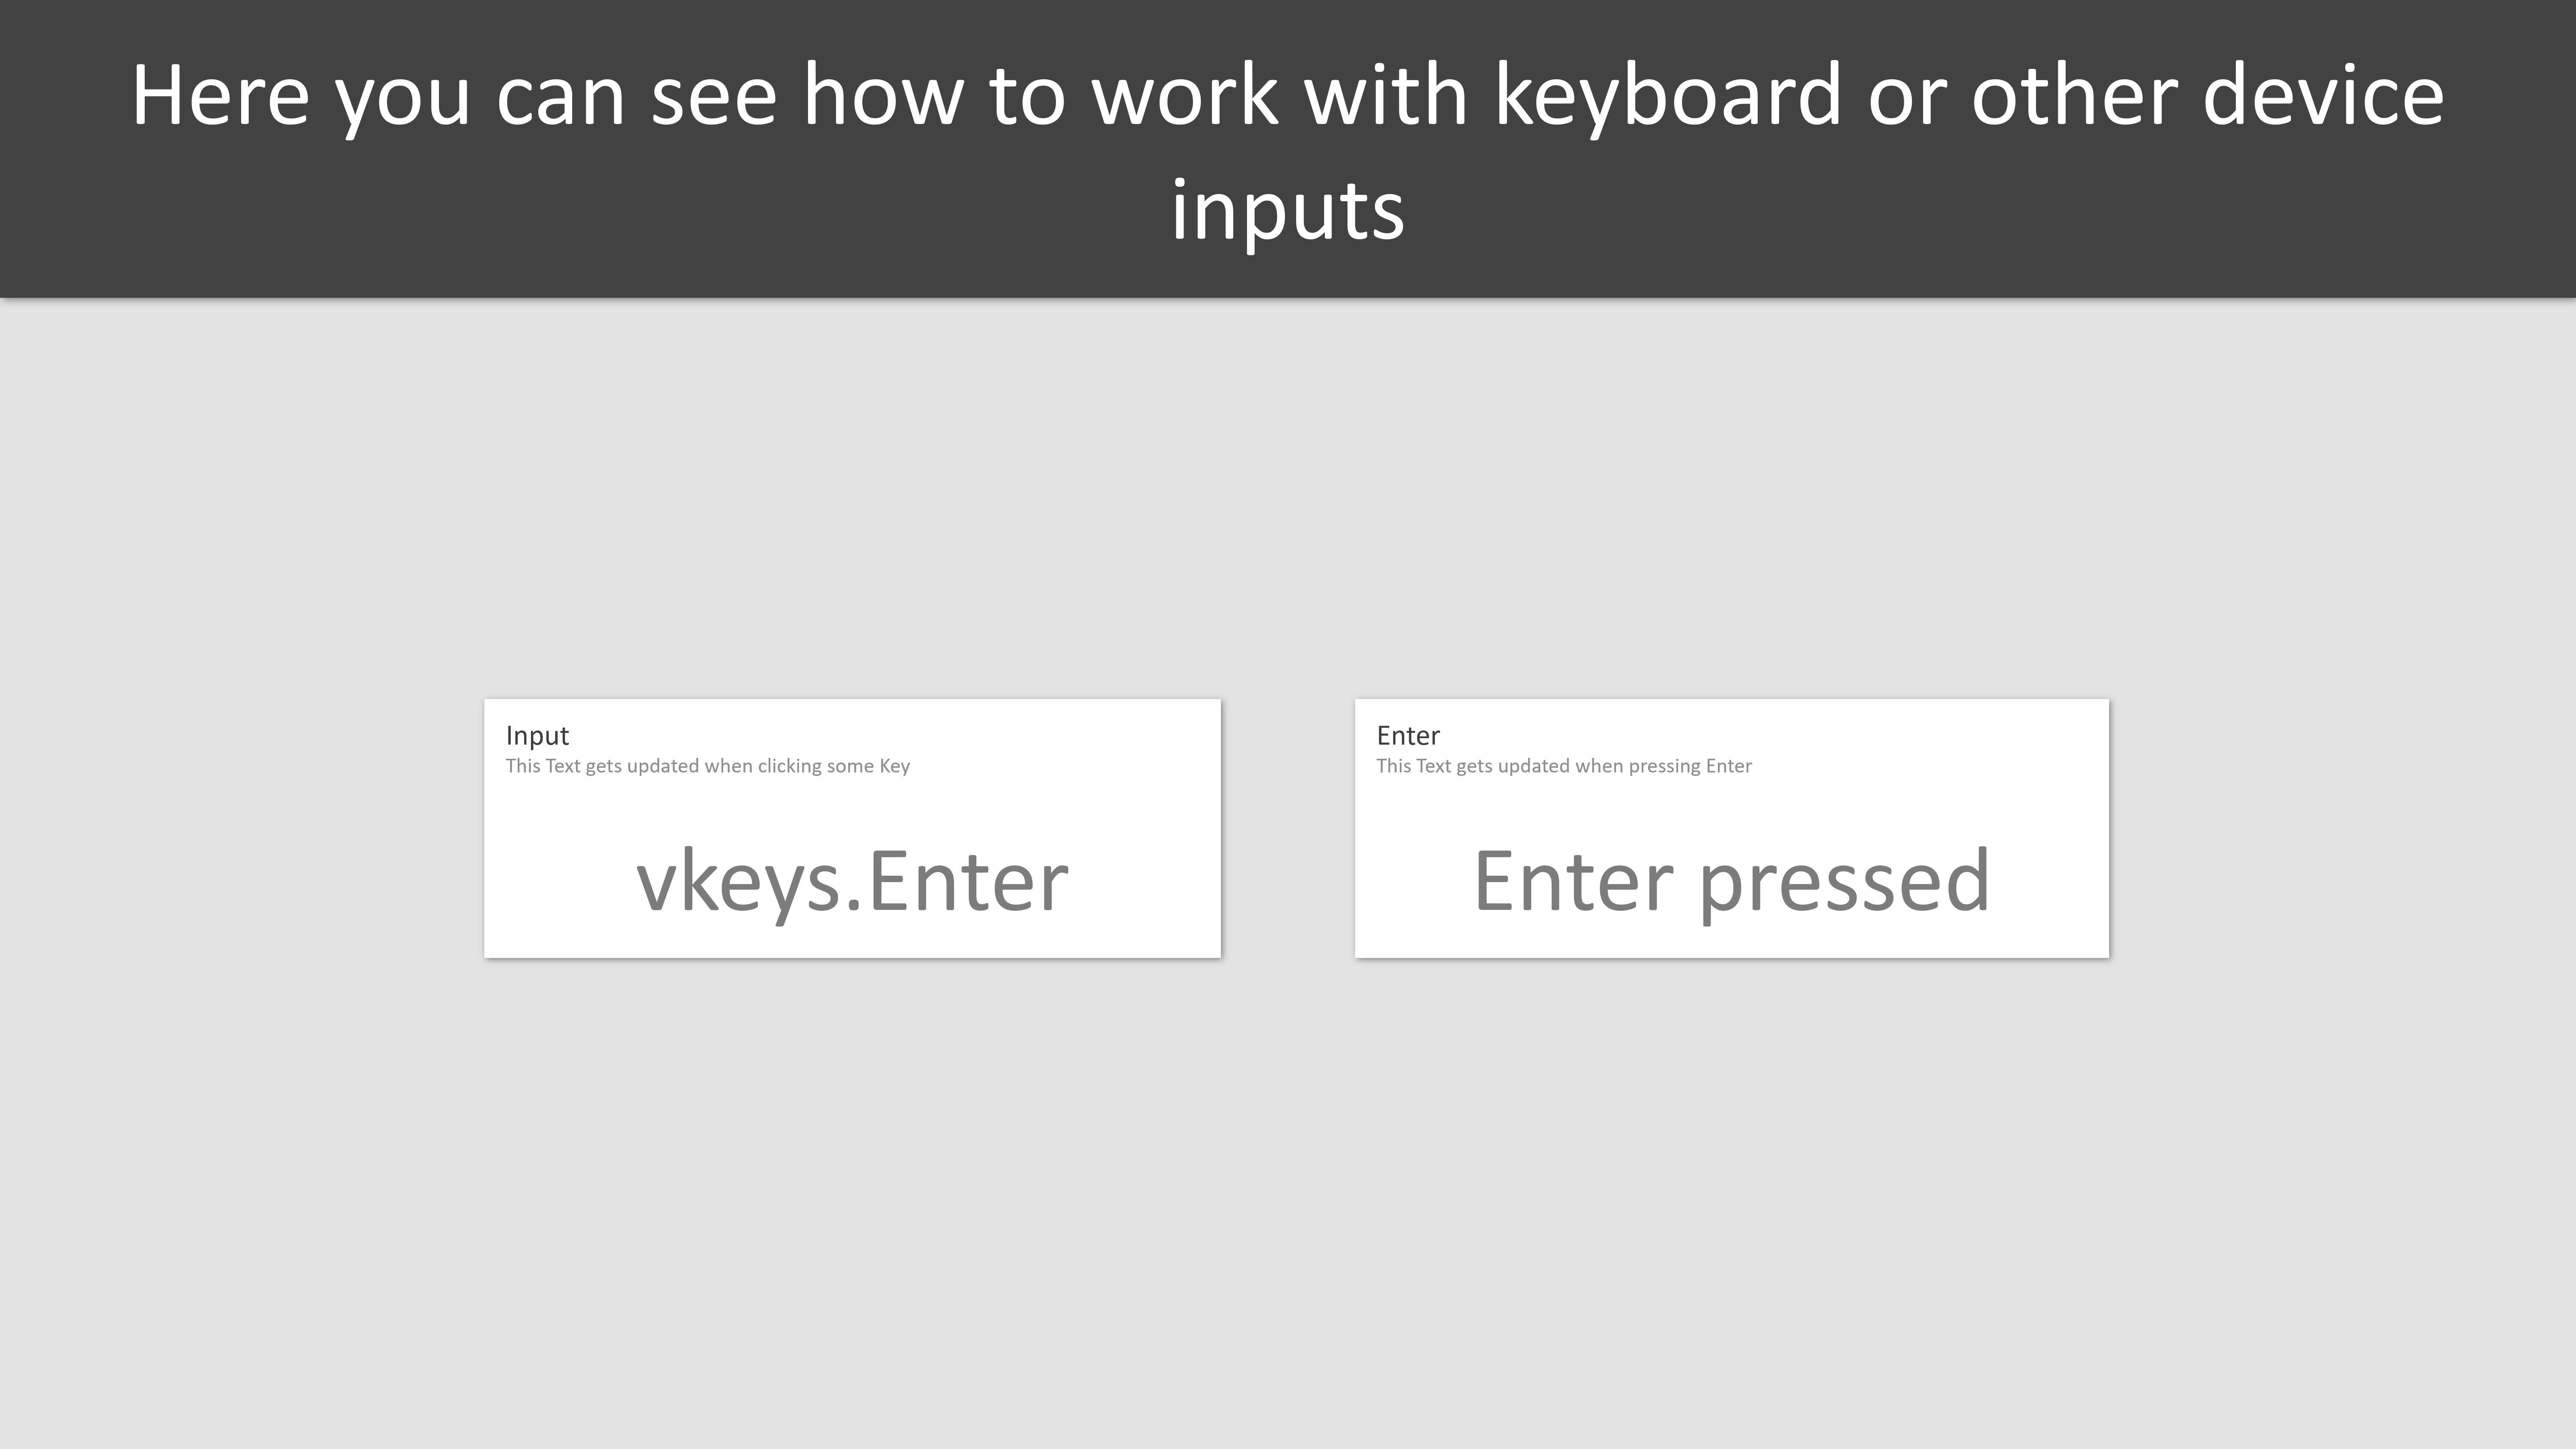 Here you can see how to work with keyboard or other device
inputs
Input
This Text gets updated when clicking some Key
vkeys.Enter
Enter
This Text gets updated when pressing Enter
Enter pressed